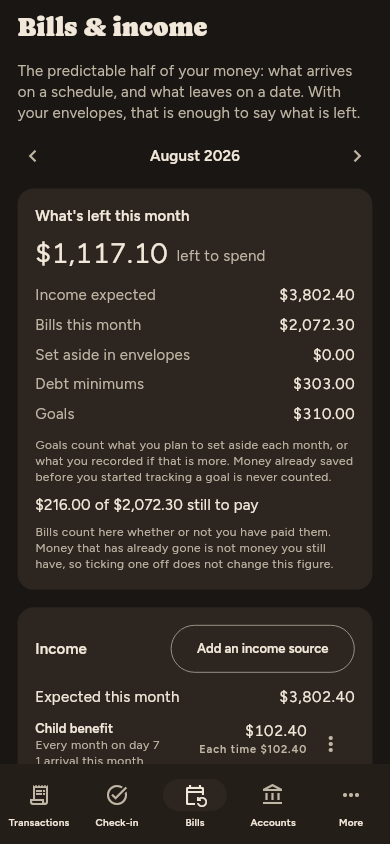 Bills & income
The predictable half of your money: what arrives
on a schedule, and what leaves on a date. With
your envelopes, that is enough to say what is left.
August 2026
What's left this month
$1,117.10 left to spend
Income expected $3,802.40
Bills this month $2,072.30
Set aside in envelopes $0.00
Debt minimums $303.00
Goals $310.00
Goals count what you plan to set aside each month, or
what you recorded if that is more. Money already saved
before you started tracking a goal is never counted.
$216.00 of $2,072.30 still to pay
Bills count here whether or not you have paid them.
Money that has already gone is not money you still
have, so ticking one off does not change this figure.
Income Add an income source
Expected this month $3,802.40
Child benefit $102.40
Every month on day 7 Each time $102.40
1 arrival this month
Transactions Check-in Bills Accounts More